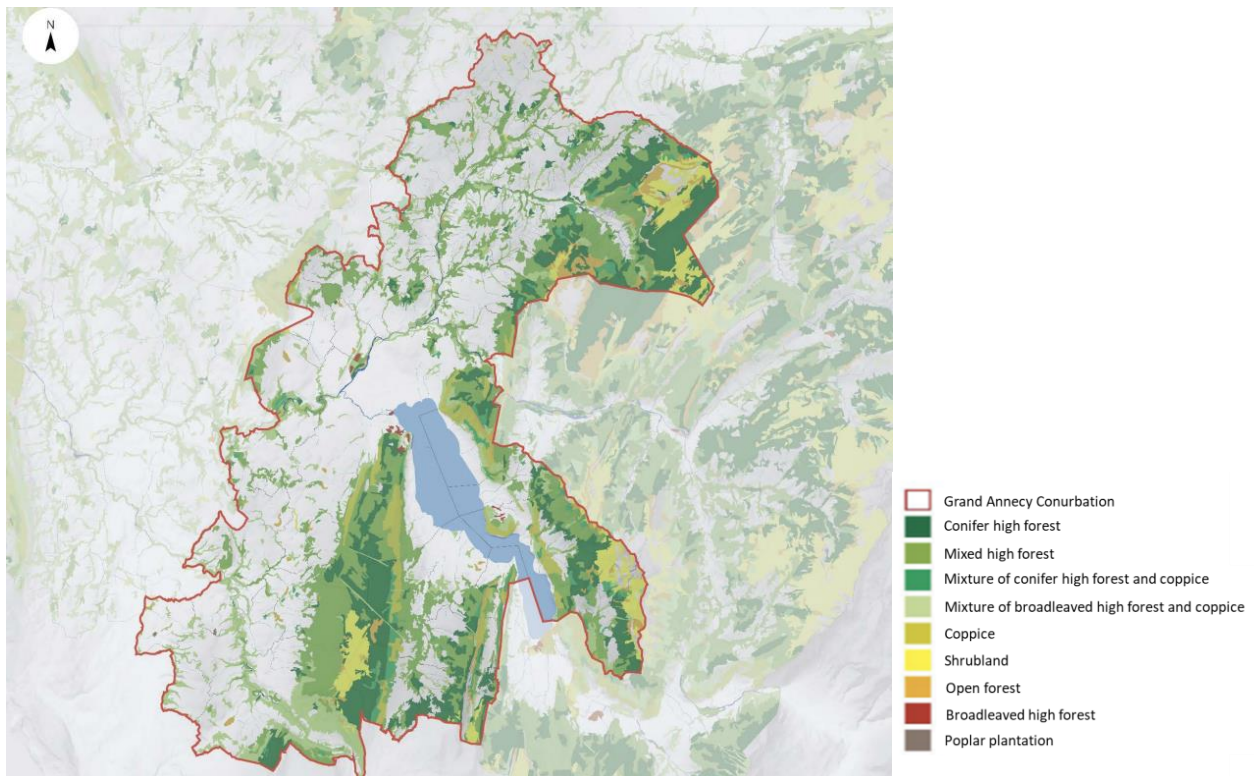 N
Grand Annecy Conurbation
Conifer high forest
Mixed high forest
Mixture of conifer high forest and coppice
Mixture of broadleaved high forest and coppice
Coppice
Shrubland
Open forest
Broadleaved high forest
Poplar plantation